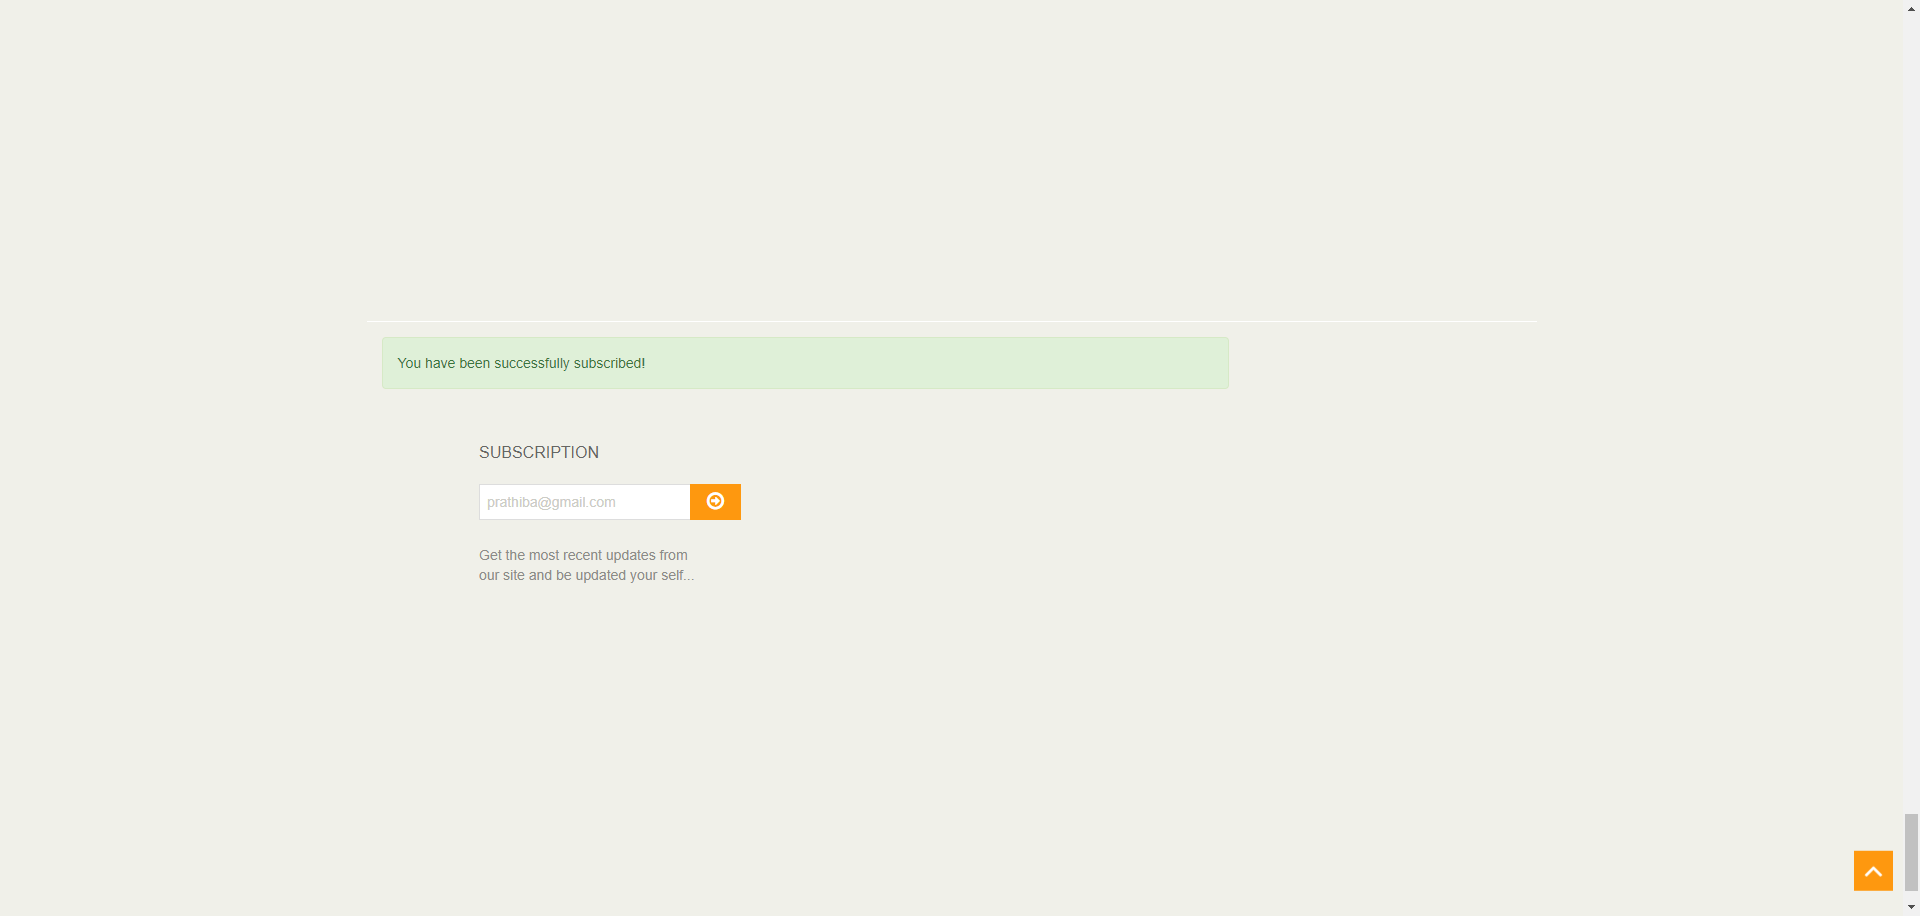 You have been successfully subscribed!
SUBSCRIPTION
prathiba@gmail.com
Get the most recent updates from
our site and be updated your self...